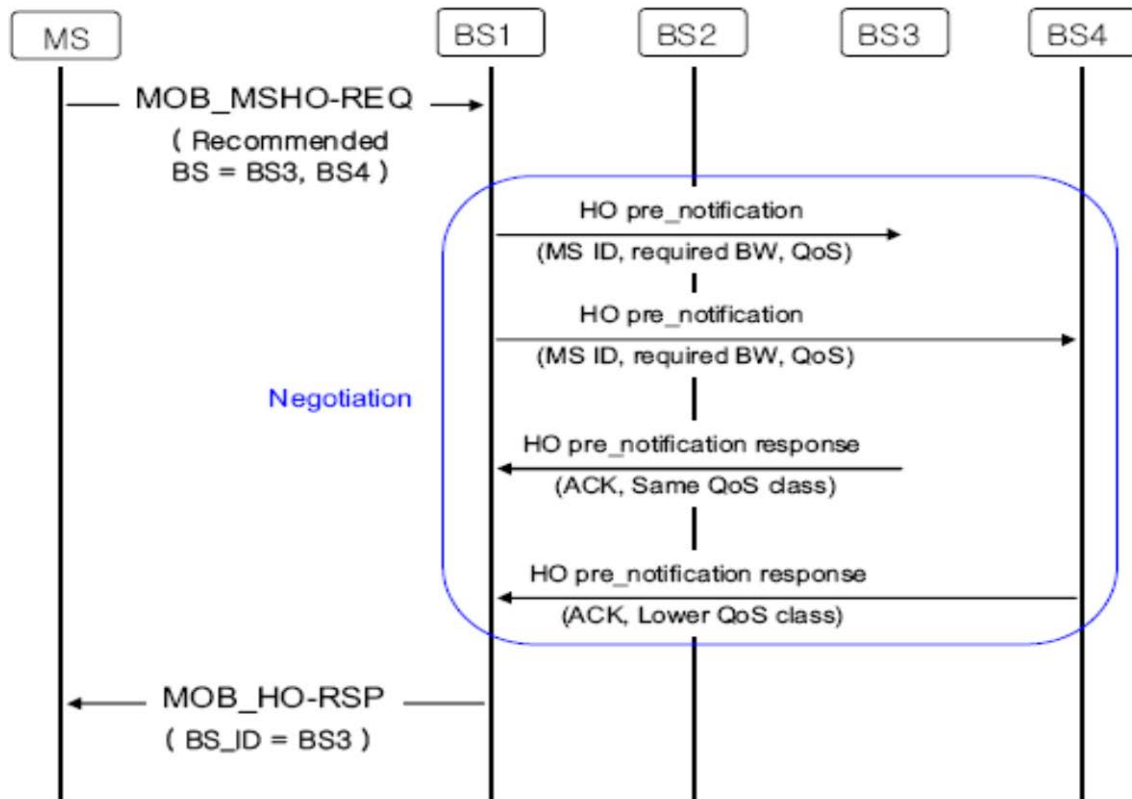 MS
BS1
BS2
BS3
BS4
MOB_MSHO-REQ
( Recommended
BS = BS3, BS4 )
HO pre_notification
(MS ID, required BW, QoS)
HO pre_notification
(MS ID, required BW, QoS)
Negotiation
HO pre_notification response
(ACK, Same QoS class)
HO pre_notification response
(ACK, Lower QoS class)
MOB_HO-RSP
( BS_ID = BS3 )